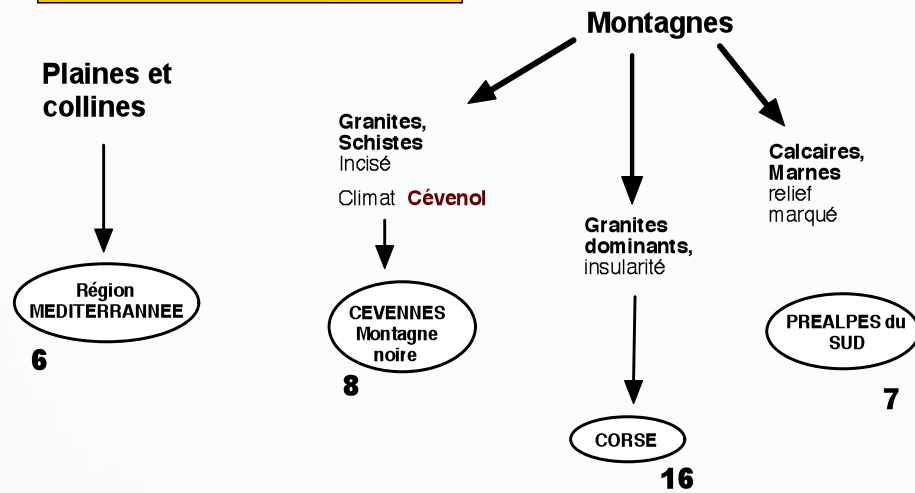 Montagnes
Plaines et
collines
Granites,
Schistes
Incisé
Climat Cévenol
Calcaires,
Marnes
relief
marqué
Granites
dominants,
insularité
Région
MEDITERRANNEE
6
CEVENNES
Montagne
noire
8
PREALPES du
SUD
7
CORSE
16